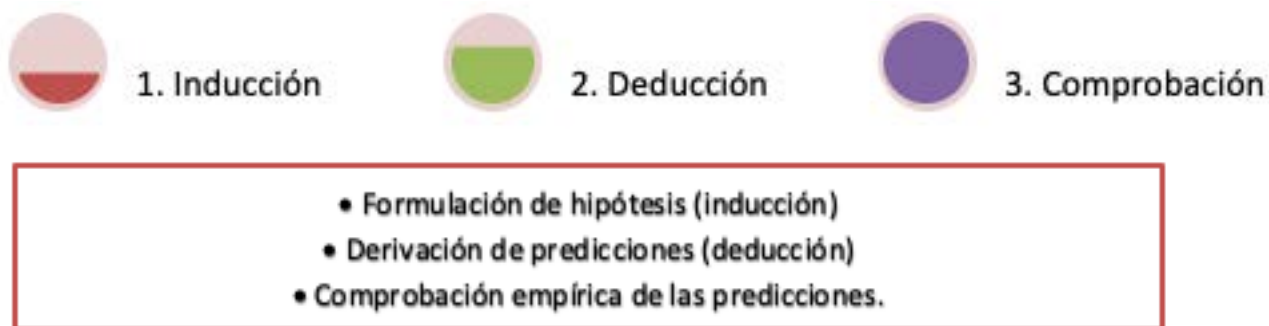 1. Inducción
2. Deducción
3. Comprobación
• Formulación de hipótesis (inducción)
• Derivación de predicciones (deducción)
• Comprobación empírica de las predicciones.